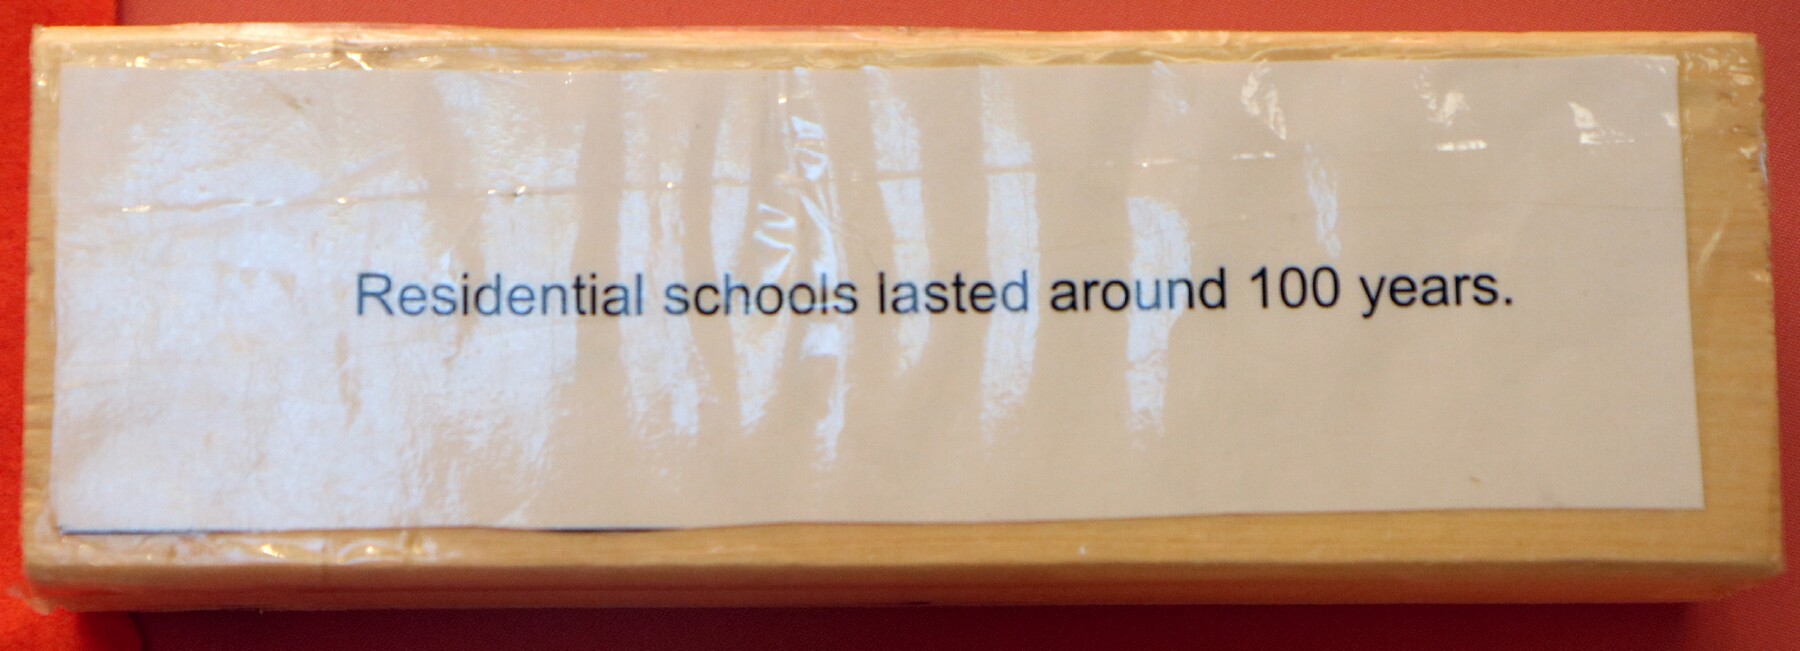 Residential schools lasted around 100 years.